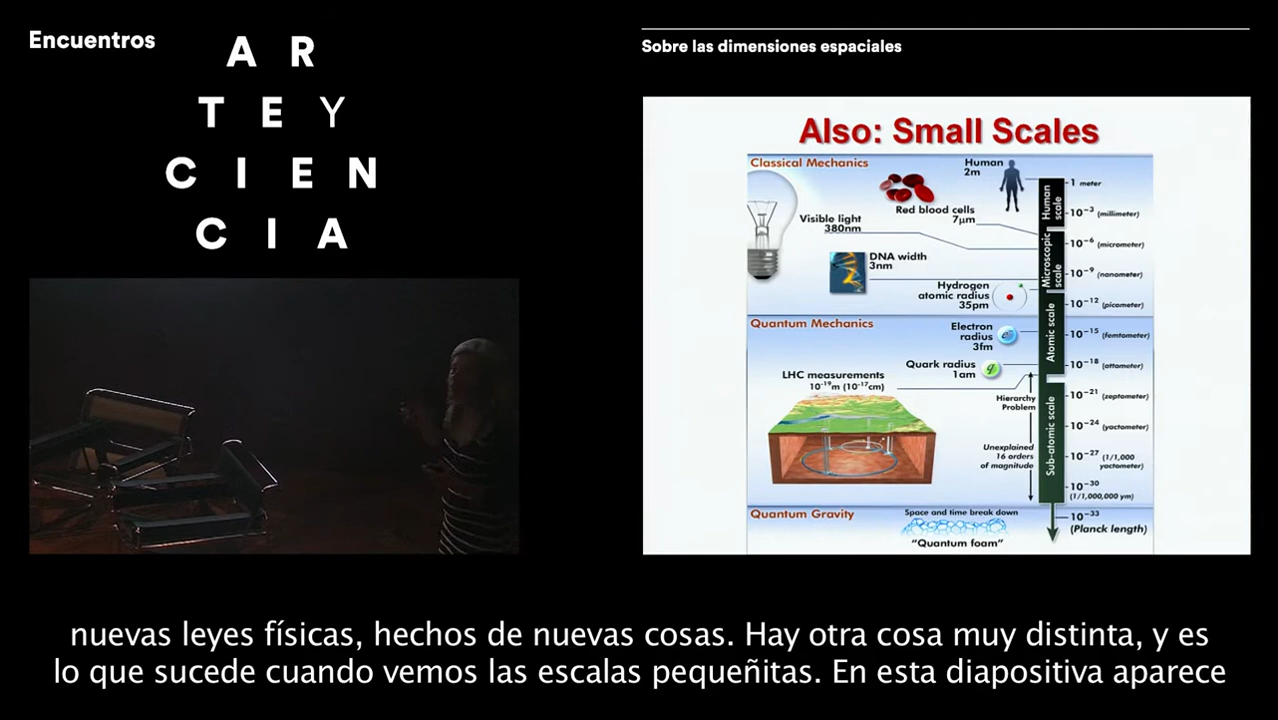 Encuentros
A R
T E Y
C I E N
C I A
Sobre las dimensiones espaciales
Also: Small Scales
Classical Mechanics
Human
2m
Red blood cells
7μm
Visible light
380nm
DNA width
3nm
Hydrogen
atomic radius
35pm
Quantum Mechanics
Electron
radius
3fm
e-
Quark radius
1am
q
LHC measurements
10-19m (10-17cm)
Hierarchy
Problem
Unexplained
16 orders
of magnitude
Quantum Gravity
Space and time break down
"Quantum foam"
Human
scale
Microscopic
scale
Atomic scale
Sub-atomic scale
1 meter
10-3 (millimeter)
10-6 (micrometer)
10-9 (nanometer)
10-12 (picometer)
10-15 (femtometer)
10-18 (attometer)
10-21 (zeptometer)
10-24 (yactometer)
10-27 (1/1,000
yactometer)
10-30
(1/1,000,000 ym)
10-33
(Planck length)
nuevas leyes físicas, hechos de nuevas cosas. Hay otra cosa muy distinta, y es
lo que sucede cuando vemos las escalas pequeñitas. En esta diapositiva aparece